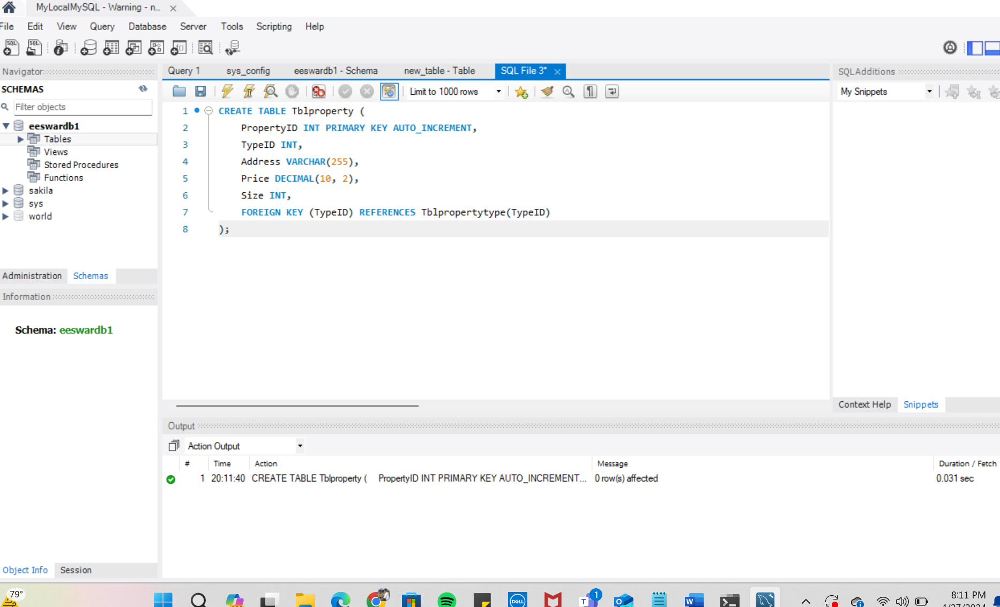 MyLocalMySQL - Warning - n...
File Edit View Query Database Server Tools Scripting Help
Navigator
SCHEMAS
Filter objects
eeswardb1
Tables
Views
Stored Procedures
Functions
sakila
sys
world
Administration Schemas
Information
Schema: eeswardb1
Object Info Session
Query 1 sys_config eeswardb1 - Schema new_table - Table SQL File 3*
Limit to 1000 rows
1 CREATE TABLE Tblproperty (
2 PropertyID INT PRIMARY KEY AUTO_INCREMENT,
3 TypeID INT,
4 Address VARCHAR(255),
5 Price DECIMAL(10, 2),
6 Size INT,
7 FOREIGN KEY (TypeID) REFERENCES Tblpropertytype(TypeID)
8 );
SQLAdditions
My Snippets
Context Help Snippets
Output
Action Output
# Time Action Message Duration / Fetch
1 20:11:40 CREATE TABLE Tblproperty ( PropertyID INT PRIMARY KEY AUTO_INCREMENT... 0 row(s) affected 0.031 sec
79°
1
8:11 PM